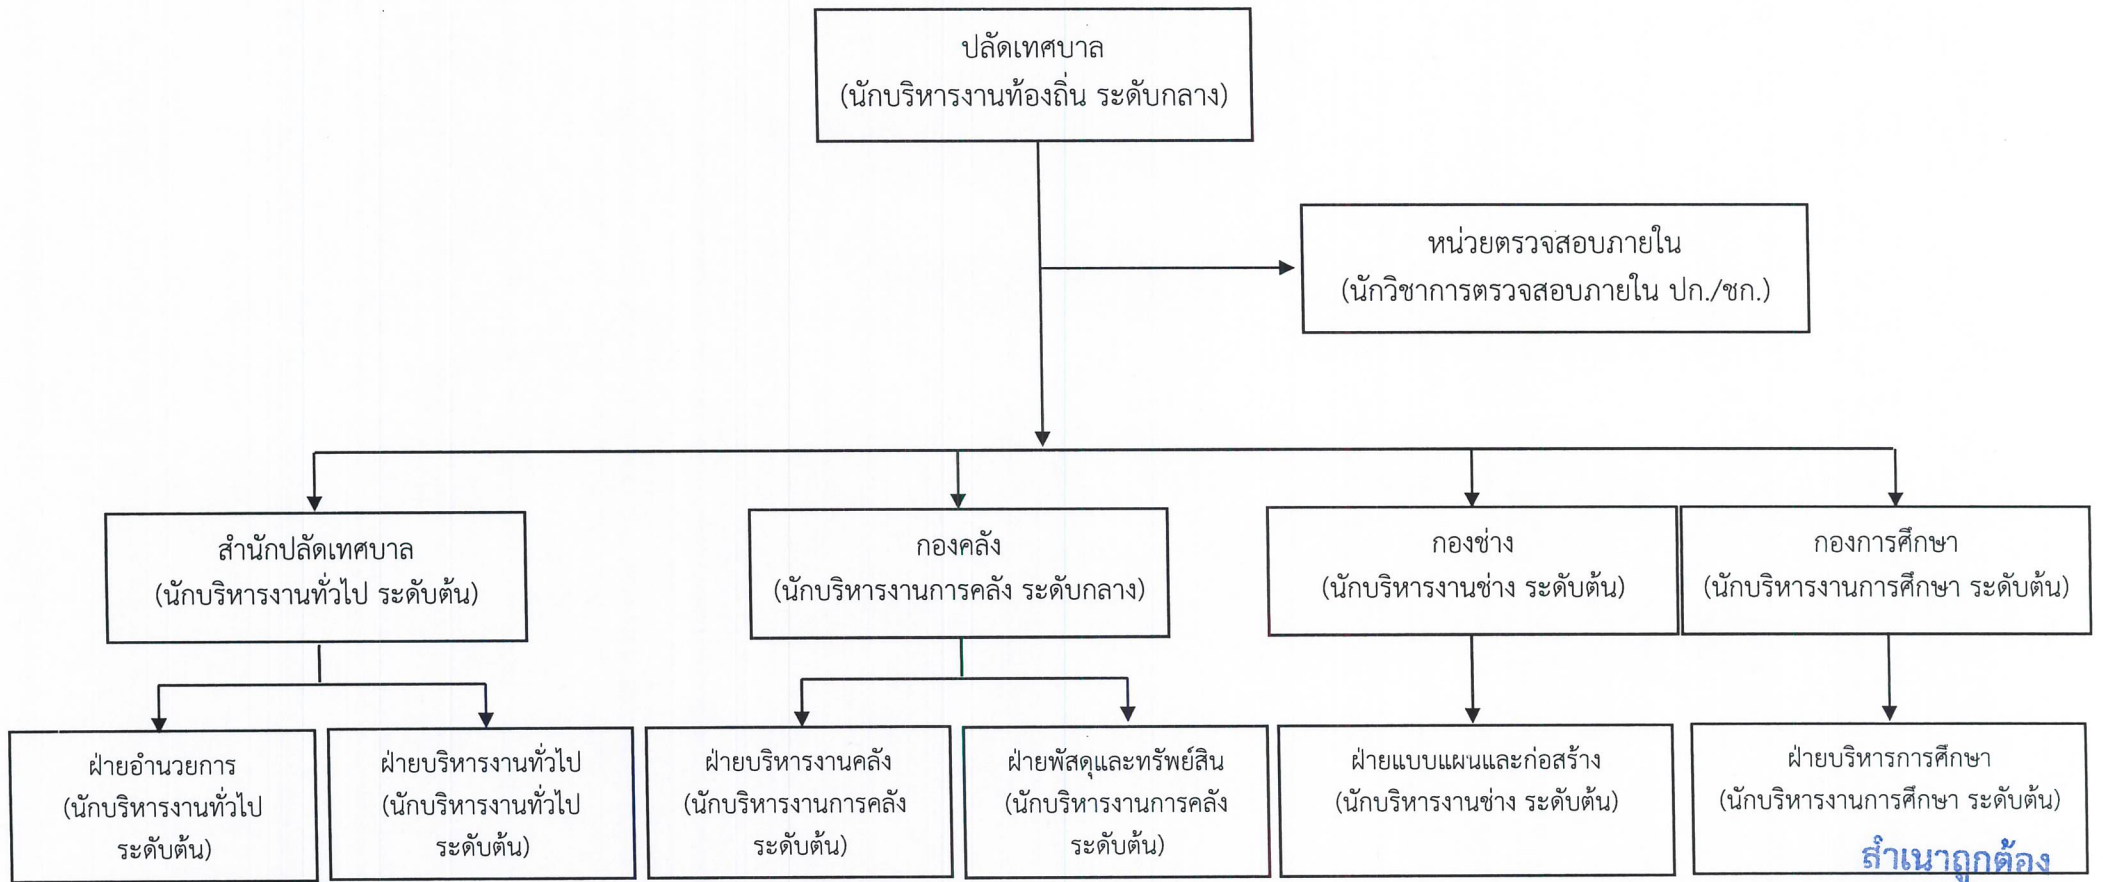 ปลัดเทศบาล
(นักบริหารงานท้องถิ่น ระดับกลาง)
หน่วยตรวจสอบภายใน
(นักวิชาการตรวจสอบภายใน ปก./ชก.)
สำนักปลัดเทศบาล
(นักบริหารงานทั่วไป ระดับต้น)
กองคลัง
(นักบริหารงานการคลัง ระดับกลาง)
กองช่าง
(นักบริหารงานช่าง ระดับต้น)
กองการศึกษา
(นักบริหารงานการศึกษา ระดับต้น)
ฝ่ายอำนวยการ
(นักบริหารงานทั่วไป
ระดับต้น)
ฝ่ายบริหารงานทั่วไป
(นักบริหารงานทั่วไป
ระดับต้น)
ฝ่ายบริหารงานคลัง
(นักบริหารงานการคลัง
ระดับต้น)
ฝ่ายพัสดุและทรัพย์สิน
(นักบริหารงานการคลัง
ระดับต้น)
ฝ่ายแบบแผนและก่อสร้าง
(นักบริหารงานช่าง ระดับต้น)
ฝ่ายบริหารการศึกษา
(นักบริหารงานการศึกษา ระดับต้น)
สำเนาถูกต้อง